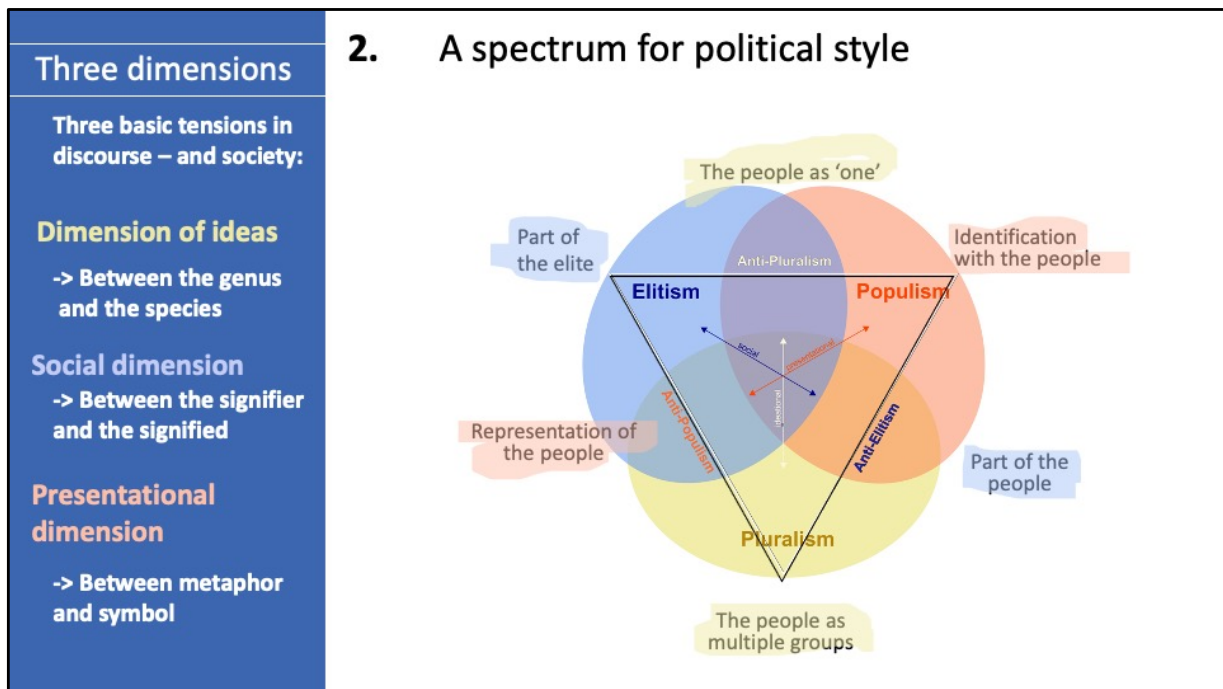 Three dimensions
Three basic tensions in
discourse – and society:
Dimension of ideas
-> Between the genus
and the species
Social dimension
-> Between the signifier
and the signified
Presentational
dimension
-> Between metaphor
and symbol
2. A spectrum for political style
The people as ‘one’
Part of
the elite
Identification
with the people
Anti-Pluralism
Elitism
Populism
social
presentational
ideational
Anti-Populism
Anti-Elitism
Representation of
the people
Part of the
people
Pluralism
The people as
multiple groups